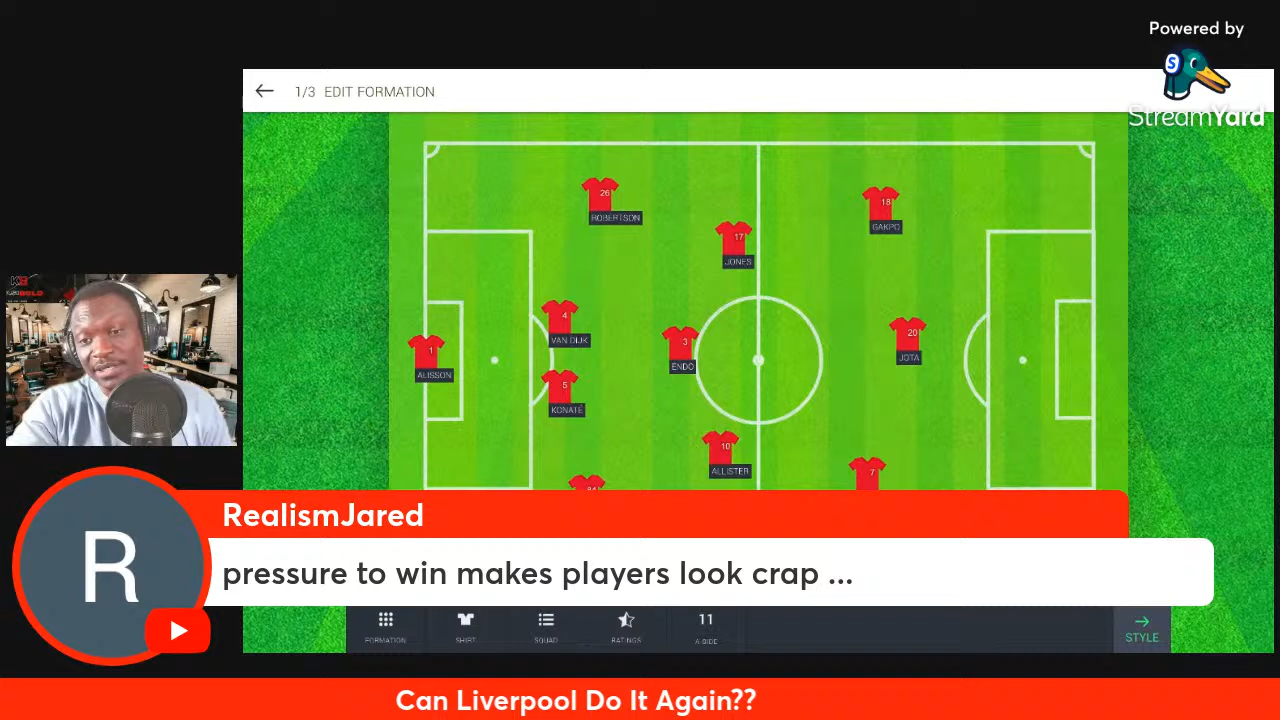 Powered by
StreamYard
1/3 EDIT FORMATION
26
ROBERTSON
18
GAKPO
17
JONES
4
VAN DIJK
3
ENDO
20
JOTA
1
ALISSON
5
KONATÉ
10
ALLISTER
7
R
RealismJared
pressure to win makes players look crap ...
FORMATION
SHIRT
SQUAD
RATINGS
11
A-SIDE
STYLE
Can Liverpool Do It Again??